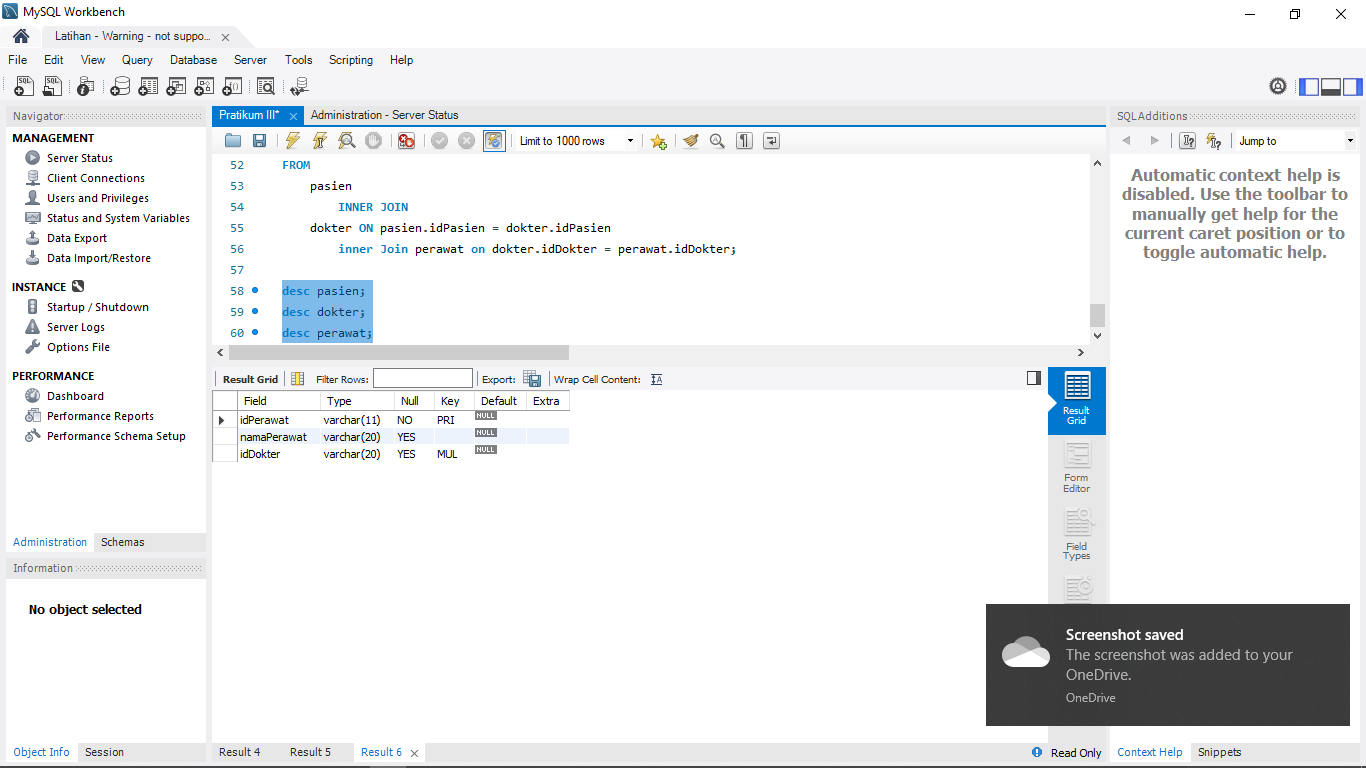 MySQL Workbench
Latihan - Warning - not suppo...
File Edit View Query Database Server Tools Scripting Help
Navigator
MANAGEMENT
Server Status
Client Connections
Users and Privileges
Status and System Variables
Data Export
Data Import/Restore
INSTANCE
Startup / Shutdown
Server Logs
Options File
PERFORMANCE
Dashboard
Performance Reports
Performance Schema Setup
Administration Schemas
Information
No object selected
Object Info Session
Pratikum III* Administration - Server Status
Limit to 1000 rows
52 FROM
53 pasien
54 INNER JOIN
55 dokter ON pasien.idPasien = dokter.idPasien
56 inner Join perawat on dokter.idDokter = perawat.idDokter;
57
58 desc pasien;
59 desc dokter;
60 desc perawat;
Result Grid Filter Rows: Export: Wrap Cell Content:
Field Type Null Key Default Extra
idPerawat varchar(11) NO PRI NULL
namaPerawat varchar(20) YES NULL
idDokter varchar(20) YES MUL NULL
Result
Grid
Form
Editor
Field
Types
Result 4 Result 5 Result 6 Read Only
SQLAdditions
Jump to
Automatic context help is
disabled. Use the toolbar to
manually get help for the
current caret position or to
toggle automatic help.
Screenshot saved
The screenshot was added to your
OneDrive.
OneDrive
Context Help Snippets